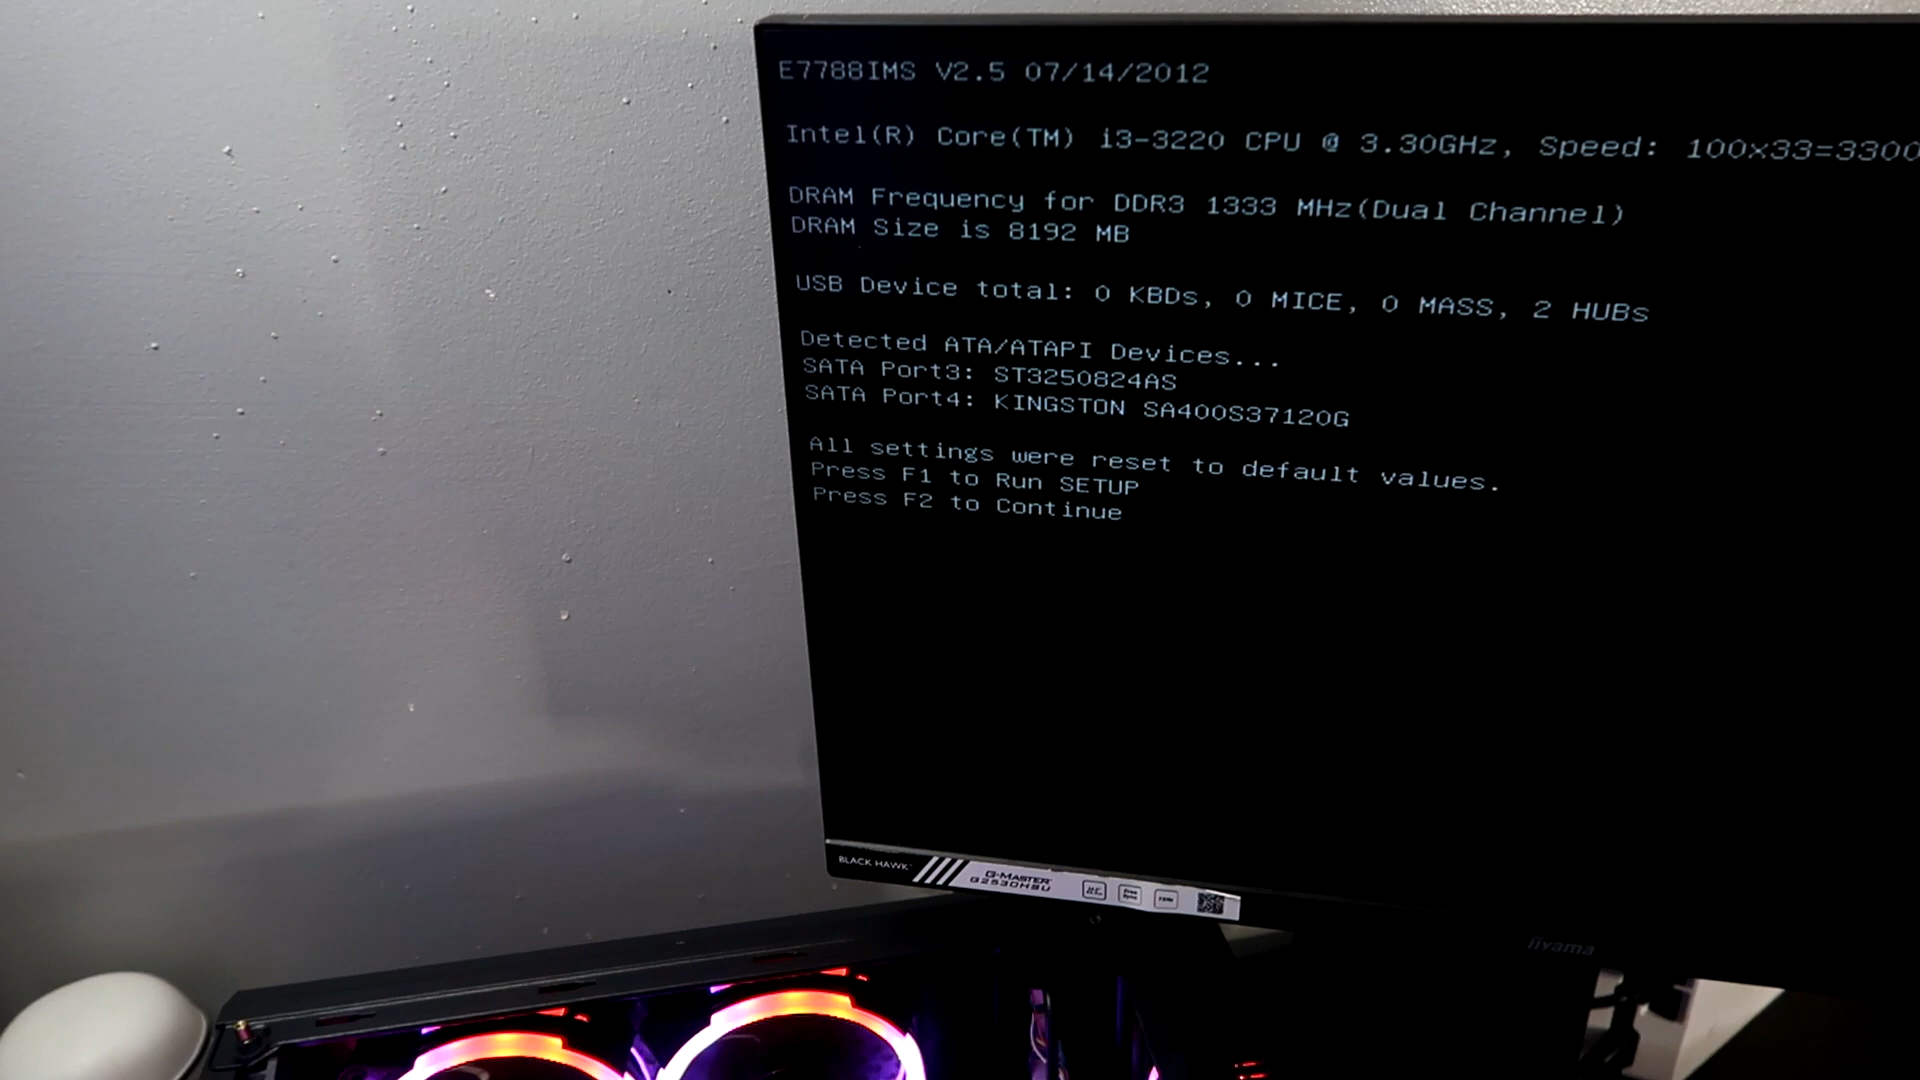 E7788IMS V2.5 07/14/2012
Intel(R) Core(TM) i3-3220 CPU @ 3.30GHz, Speed: 100x33=3300
DRAM Frequency for DDR3 1333 MHz(Dual Channel)
DRAM Size is 8192 MB
USB Device total: 0 KBDs, 0 MICE, 0 MASS, 2 HUBs
Detected ATA/ATAPI Devices...
SATA Port3: ST3250824AS
SATA Port4: KINGSTON SA400S37120G
All settings were reset to default values.
Press F1 to Run SETUP
Press F2 to Continue
BLACK HAWK™
G-MASTER
G2530HSU
iiyama